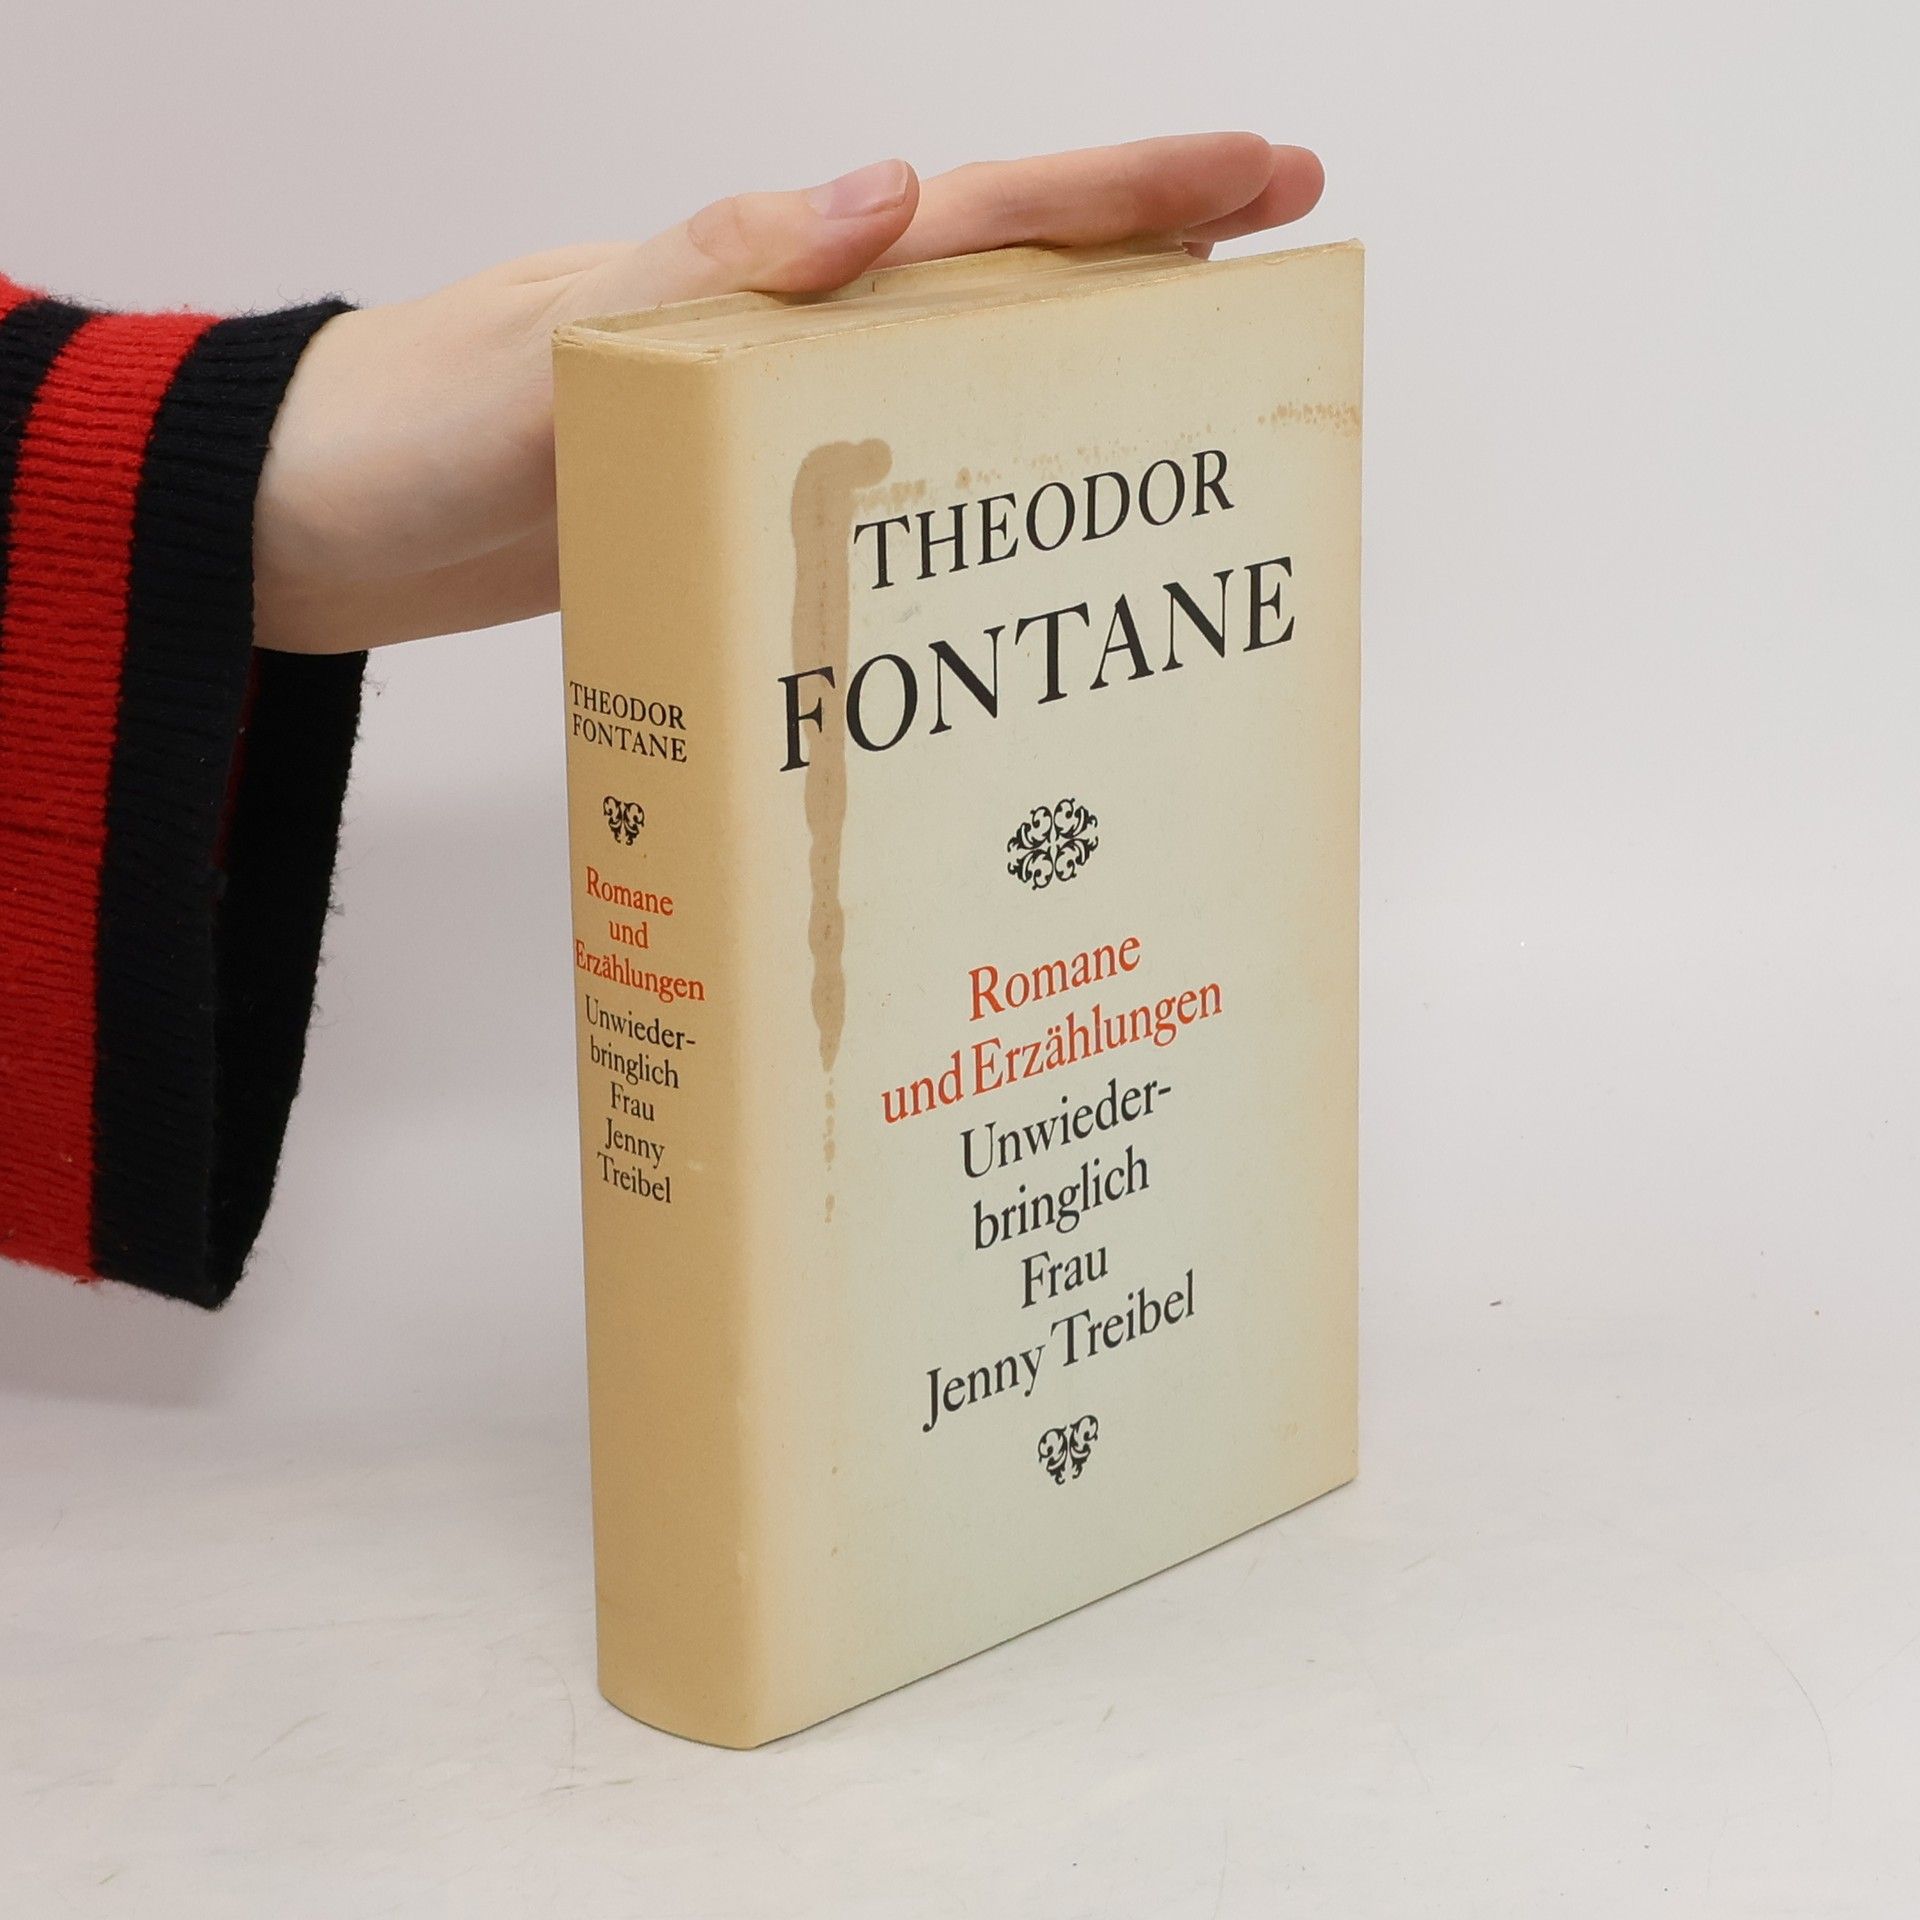 THEODOR
FONTANE
Romane
und
Erzählungen
Unwieder-
bringlich
Frau
Jenny
Treibel
THEODOR
FONTANE
Romane
und Erzählungen
Unwieder-
bringlich
Frau
Jenny Treibel